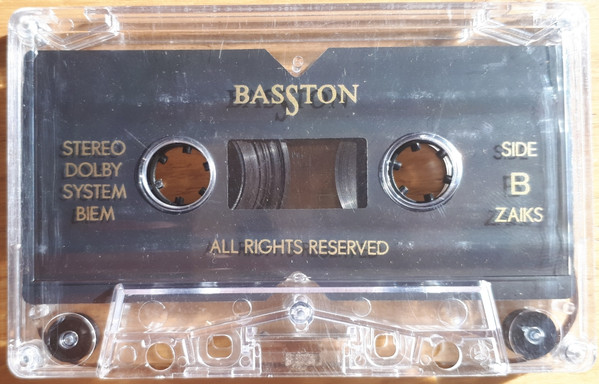 BASSTON
STEREO
DOLBY
SYSTEM
BIEM
SIDE
B
ZAIKS
ALL RIGHTS RESERVED